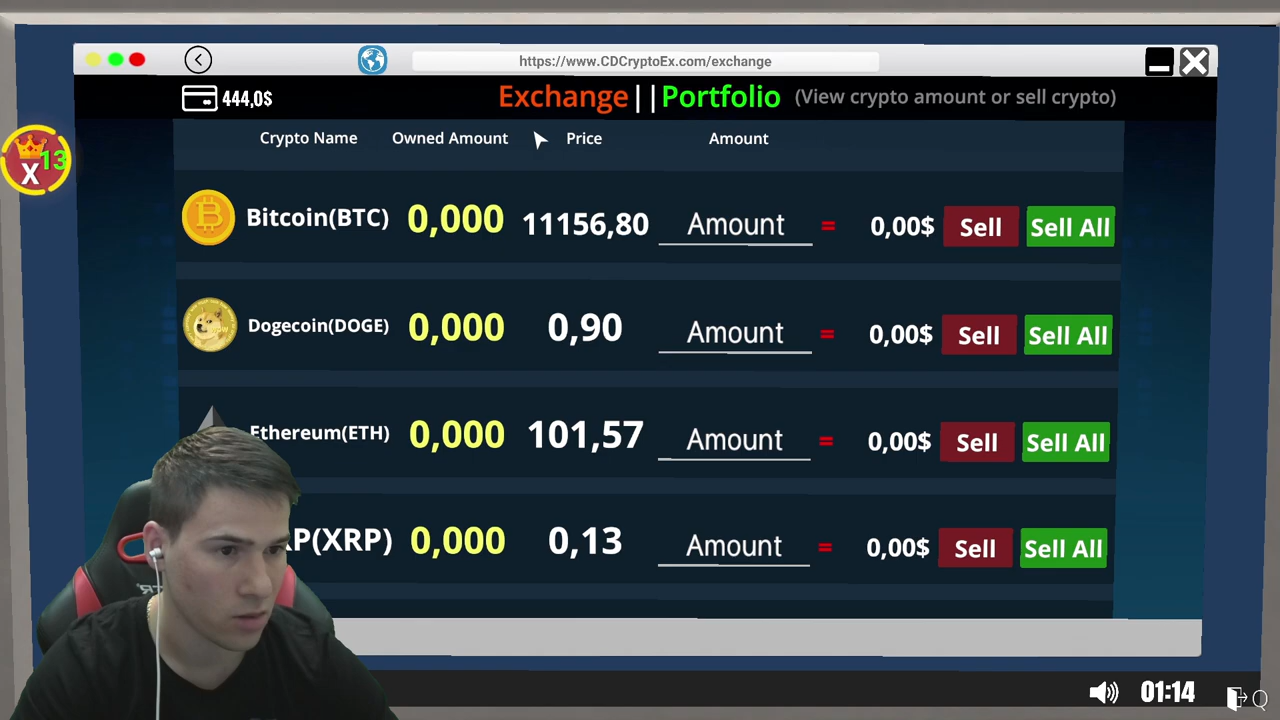 https://www.CDCryptoEx.com/exchange
444,0$ Exchange||Portfolio (View crypto amount or sell crypto)
Crypto Name Owned Amount Price Amount
X 13
Bitcoin(BTC) 0,000 11156,80 Amount = 0,00$ Sell Sell All
Dogecoin(DOGE) 0,000 0,90 Amount = 0,00$ Sell Sell All
Ethereum(ETH) 0,000 101,57 Amount = 0,00$ Sell Sell All
(XRP) 0,000 0,13 Amount = 0,00$ Sell Sell All
01:14 Q